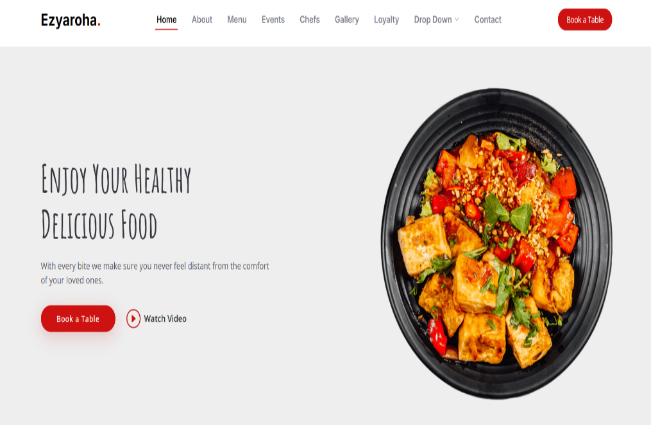 Ezyaroha.
Home About Menu Events Chefs Gallery Loyalty Drop Down Contact
Book a Table
Enjoy Your Healthy
Delicious Food
With every bite we make sure you never feel distant from the comfort
of your loved ones.
Book a Table
Watch Video